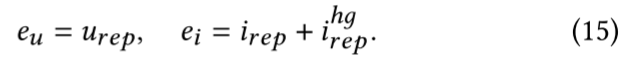 e_u = u_{rep}, e_i = i_{rep} + i_{rep}^{hg}. (15)